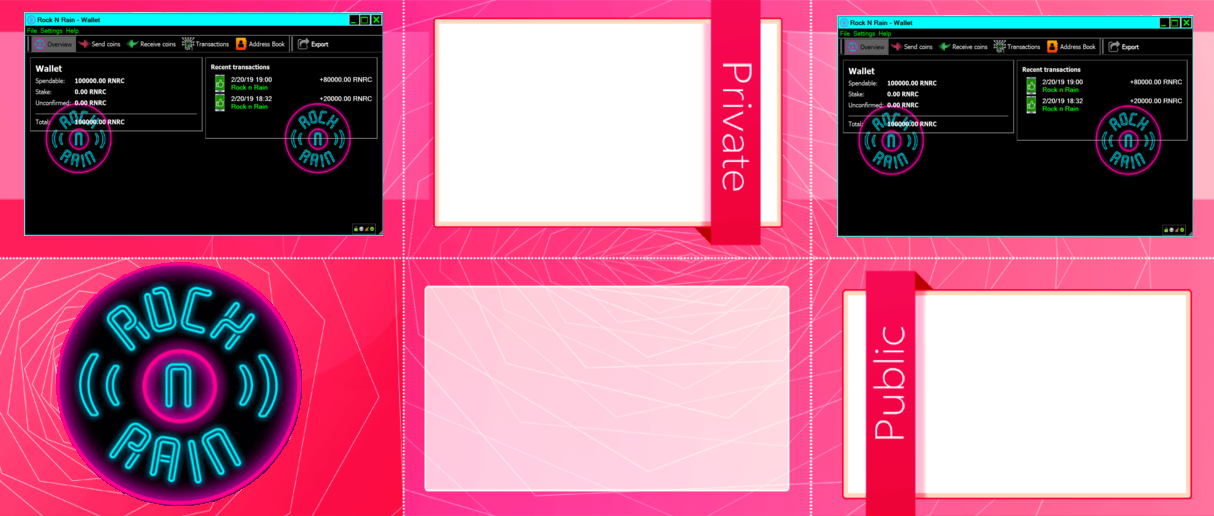 Rock N Rain - Wallet
File Settings Help
Overview Send coins Receive coins Transactions Address Book Export
Wallet
Spendable: 100000.00 RNRC
Stake: 0.00 RNRC
Unconfirmed: 0.00 RNRC
Total: 100000.00 RNRC
Recent transactions
2/20/19 19:00 +80000.00 RNRC
Rock n Rain
2/20/19 18:32 +20000.00 RNRC
Rock n Rain
ROCK
n
RAIN
ROCK
n
RAIN
Private
Rock N Rain - Wallet
File Settings Help
Overview Send coins Receive coins Transactions Address Book Export
Wallet
Spendable: 100000.00 RNRC
Stake: 0.00 RNRC
Unconfirmed: 0.00 RNRC
Total: 100000.00 RNRC
Recent transactions
2/20/19 19:00 +80000.00 RNRC
Rock n Rain
2/20/19 18:32 +20000.00 RNRC
Rock n Rain
ROCK
n
RAIN
ROCK
n
RAIN
ROCK
n
RAIN
Public